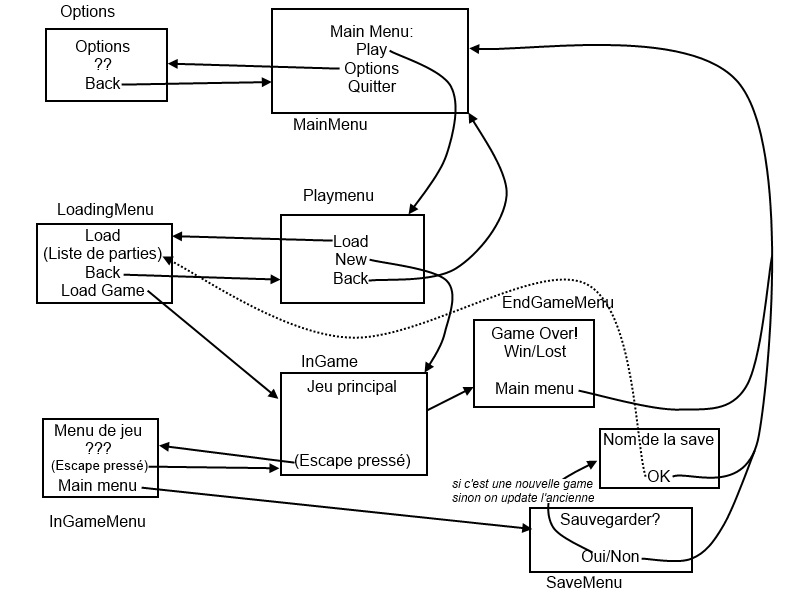 Options
Options
??
Back
Main Menu:
Play
Options
Quitter
MainMenu
Playmenu
Load
New
Back
LoadingMenu
Load
(Liste de parties)
Back
Load Game
EndGameMenu
Game Over!
Win/Lost
Main menu
InGame
Jeu principal
(Escape pressé)
Menu de jeu
???
(Escape pressé)
Main menu
InGameMenu
Nom de la save
OK
si c'est une nouvelle game
sinon on update l'ancienne
Sauvegarder?
Oui/Non
SaveMenu